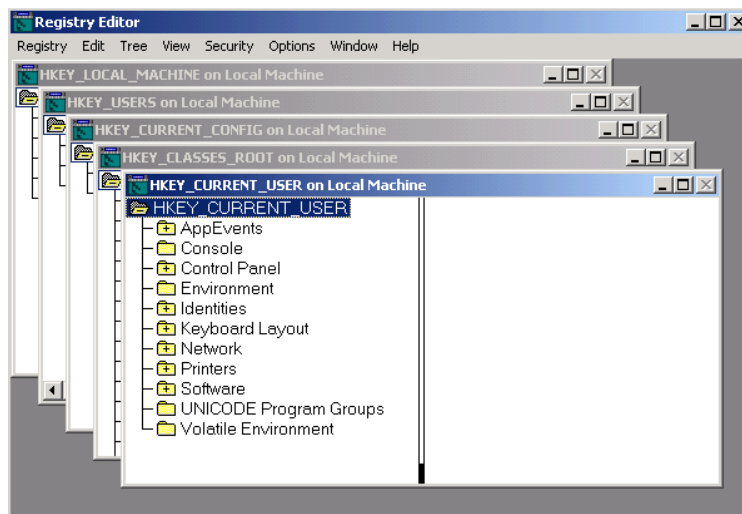 Registry Editor
Registry Edit Tree View Security Options Window Help
HKEY_LOCAL_MACHINE on Local Machine
HKEY_USERS on Local Machine
HKEY_CURRENT_CONFIG on Local Machine
HKEY_CLASSES_ROOT on Local Machine
HKEY_CURRENT_USER on Local Machine
HKEY_CURRENT_USER
AppEvents
Console
Control Panel
Environment
Identities
Keyboard Layout
Network
Printers
Software
UNICODE Program Groups
Volatile Environment